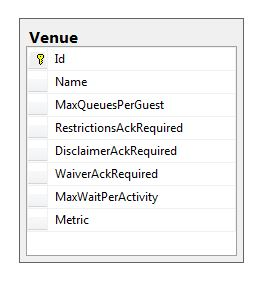 Venue
Id
Name
MaxQueuesPerGuest
RestrictionsAckRequired
DisclaimerAckRequired
WaiverAckRequired
MaxWaitPerActivity
Metric